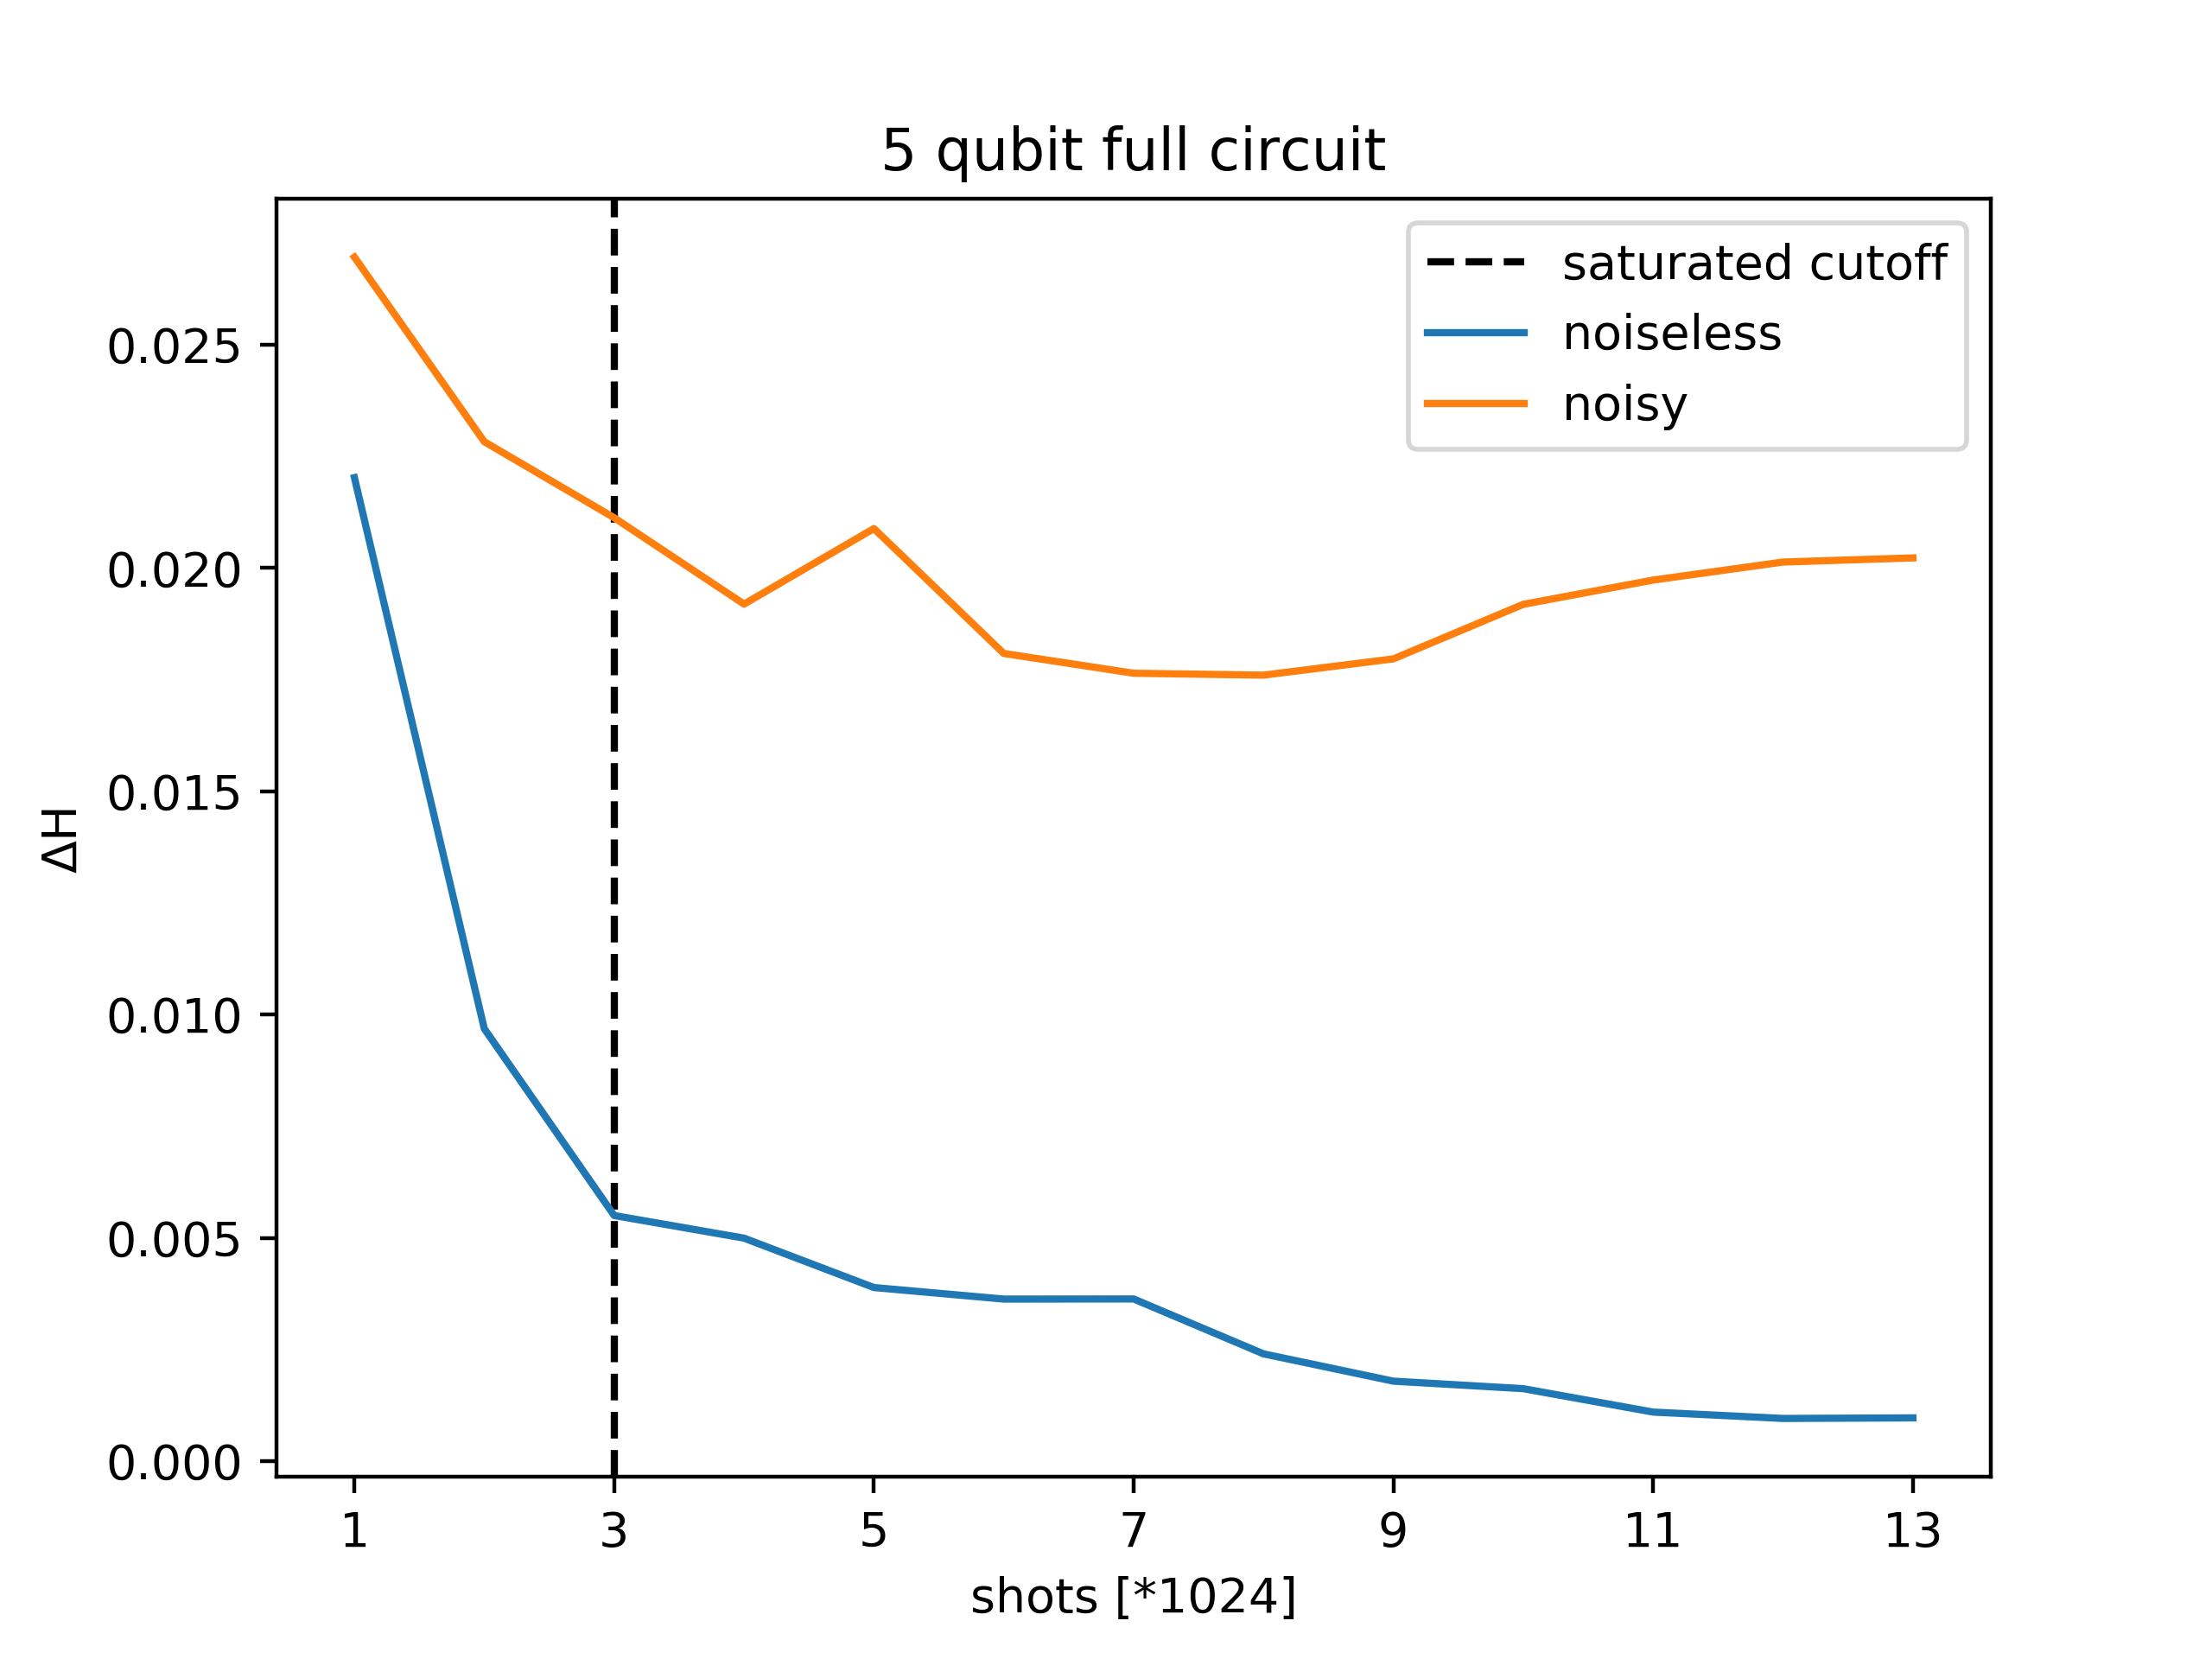 5 qubit full circuit
saturated cutoff
noiseless
noisy
0.025
0.020
0.015
0.010
0.005
0.000
ΔH
1 3 5 7 9 11 13
shots [*1024]